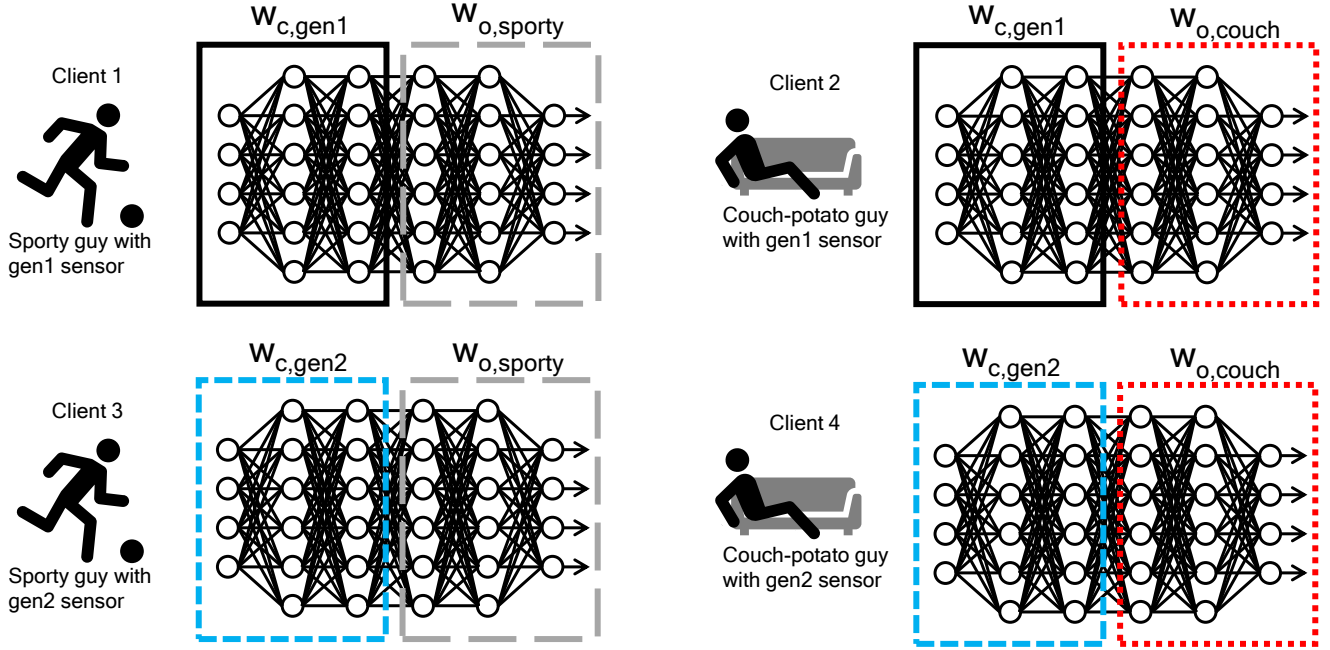 w_c,gen1
w_o,sporty
Client 1
Sporty guy with
gen1 sensor
w_c,gen1
w_o,couch
Client 2
Couch-potato guy
with gen1 sensor
w_c,gen2
w_o,sporty
Client 3
Sporty guy with
gen2 sensor
w_c,gen2
w_o,couch
Client 4
Couch-potato guy
with gen2 sensor